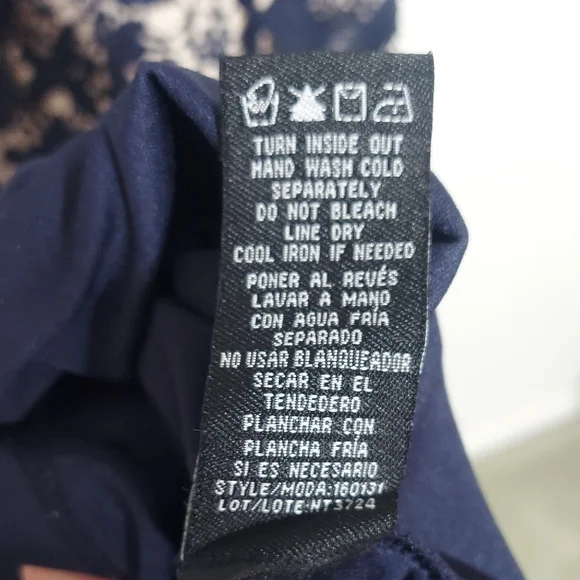 TURN INSIDE OUT
HAND WASH COLD
SEPARATELY
DO NOT BLEACH
LINE DRY
COOL IRON IF NEEDED
PONER AL REVÉS
LAVAR A MANO
CON AGUA FRÍA
SEPARADO
NO USAR BLANQUEADOR
SECAR EN EL
TENDEDERO
PLANCHAR CON
PLANCHA FRÍA
SI ES NECESARIO
STYLE/MODA:160131
LOT/LOTE:HT3724